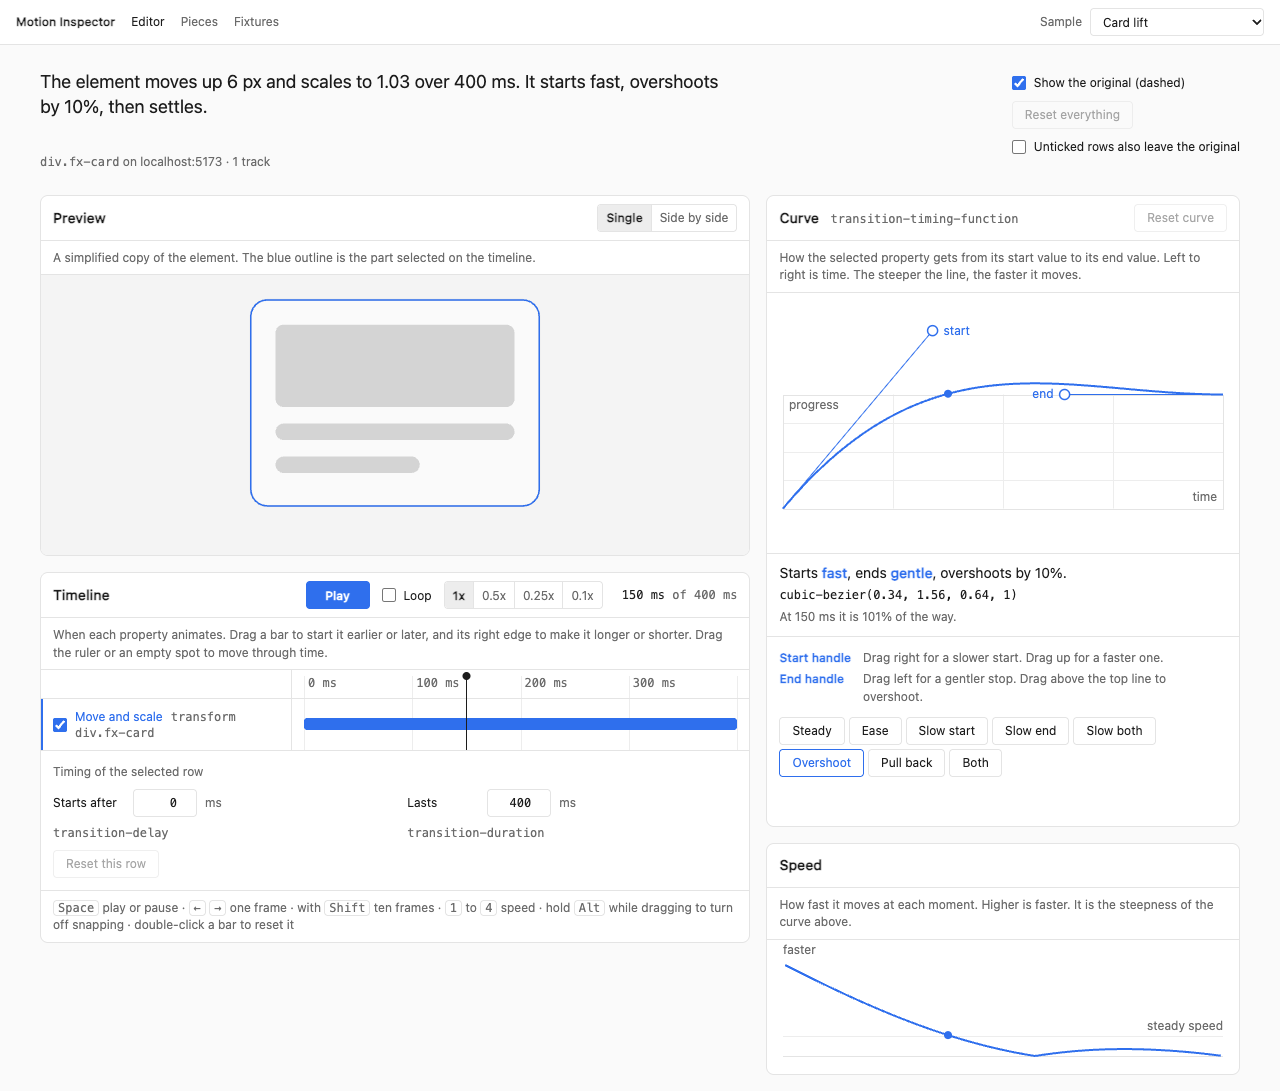 Motion Inspector Editor Pieces Fixtures Sample Card lift
The element moves up 6 px and scales to 1.03 over 400 ms. It starts fast, overshoots
by 10%, then settles.
div.fx-card on localhost:5173 · 1 track
Show the original (dashed)
Reset everything
Unticked rows also leave the original
Preview Single Side by side
A simplified copy of the element. The blue outline is the part selected on the timeline.
Timeline Play Loop 1x 0.5x 0.25x 0.1x 150 ms of 400 ms
When each property animates. Drag a bar to start it earlier or later, and its right edge to make it longer or shorter. Drag
the ruler or an empty spot to move through time.
0 ms 100 ms 200 ms 300 ms
Move and scale transform
div.fx-card
Timing of the selected row
Starts after 0 ms Lasts 400 ms
transition-delay transition-duration
Reset this row
Space play or pause · ← → one frame · with Shift ten frames · 1 to 4 speed · hold Alt while dragging to turn
off snapping · double-click a bar to reset it
Curve transition-timing-function Reset curve
How the selected property gets from its start value to its end value. Left to
right is time. The steeper the line, the faster it moves.
start
end
progress
time
Starts fast, ends gentle, overshoots by 10%.
cubic-bezier(0.34, 1.56, 0.64, 1)
At 150 ms it is 101% of the way.
Start handle Drag right for a slower start. Drag up for a faster one.
End handle Drag left for a gentler stop. Drag above the top line to
overshoot.
Steady Ease Slow start Slow end Slow both
Overshoot Pull back Both
Speed
How fast it moves at each moment. Higher is faster. It is the steepness of the
curve above.
faster
steady speed